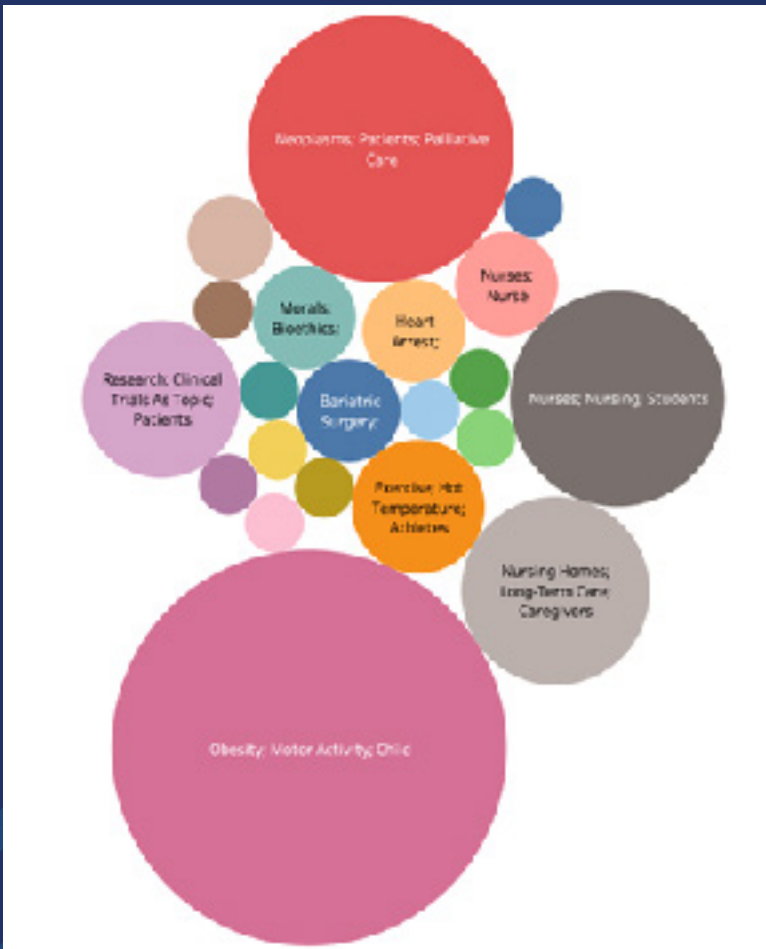 Neoplasms; Patients; Palliative
Care
Nurses;
Nurse
Morals;
Bioethics;
Heart
Arrest;
Research; Clinical
Trials As Topic;
Patients
Bariatric
Surgery;
Nurses; Nursing; Students
Exercise; Hot
Temperature;
Athletes
Nursing Homes;
Long-Term Care;
Caregivers
Obesity; Motor Activity; Child